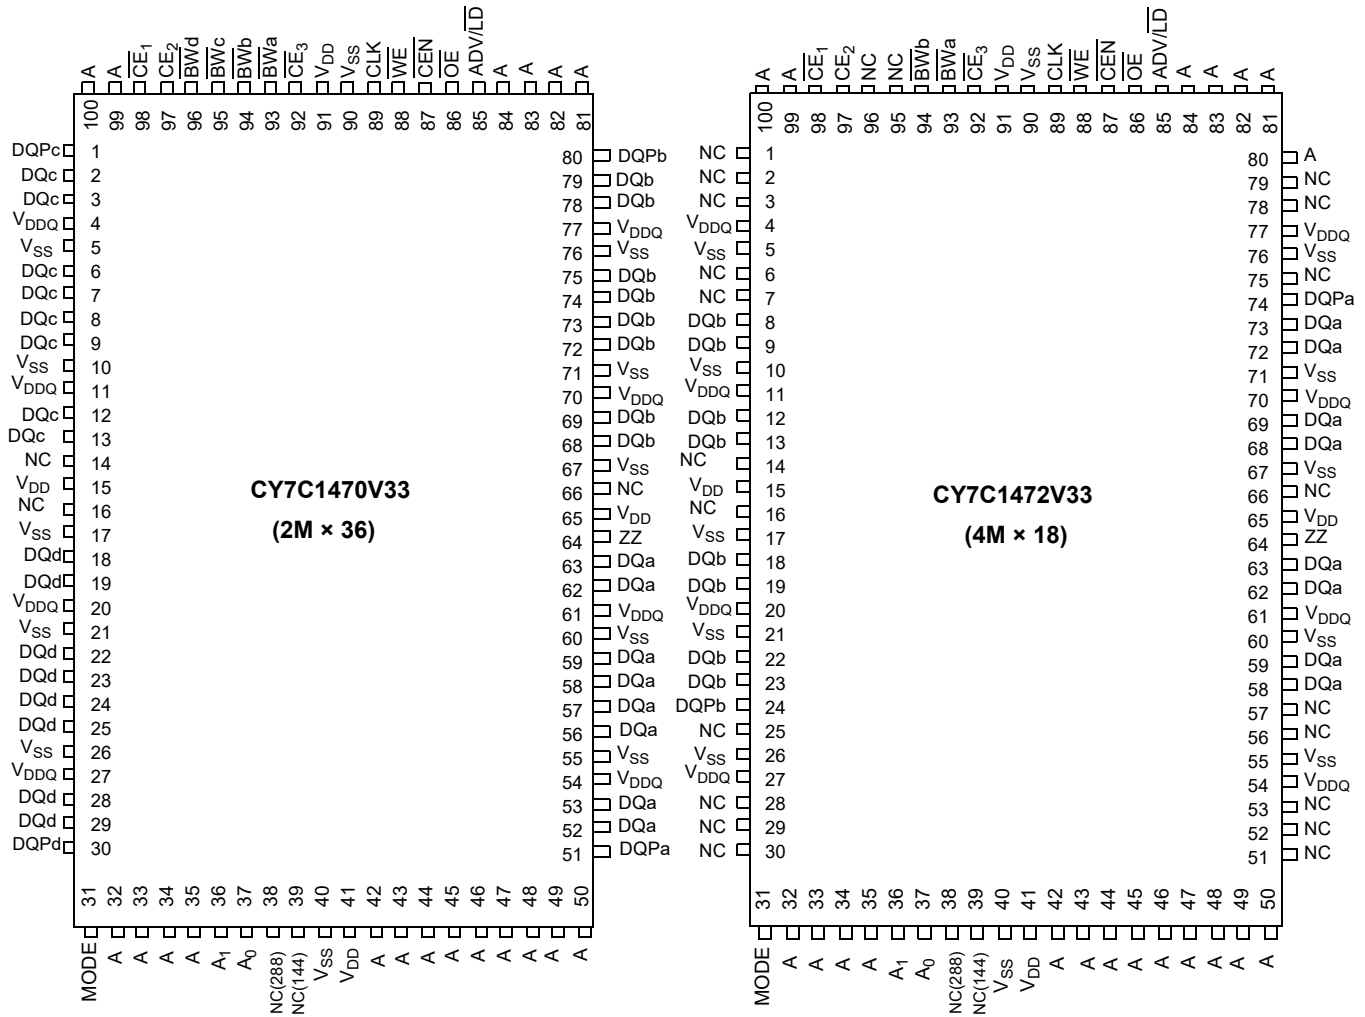 A A CE1 CE2 BWd BWc BWb BWa CE3 VDD VSS CLK WE CEN OE ADV/LD A A A A
100 99 98 97 96 95 94 93 92 91 90 89 88 87 86 85 84 83 82 81
DQPc 1 80 DQPb
DQc 2 79 DQb
DQc 3 78 DQb
VDDQ 4 77 VDDQ
VSS 5 76 VSS
DQc 6 75 DQb
DQc 7 74 DQb
DQc 8 73 DQb
DQc 9 72 DQb
VSS 10 71 VSS
VDDQ 11 70 VDDQ
DQc 12 69 DQb
DQc 13 68 DQb
NC 14 67 VSS
VDD 15 66 NC
NC 16 65 VDD
VSS 17 64 ZZ
DQd 18 63 DQa
DQd 19 62 DQa
VDDQ 20 61 VDDQ
VSS 21 60 VSS
DQd 22 59 DQa
DQd 23 58 DQa
DQd 24 57 DQa
DQd 25 56 DQa
VSS 26 55 VSS
VDDQ 27 54 VDDQ
DQd 28 53 DQa
DQd 29 52 DQa
DQPd 30 51 DQPa
CY7C1470V33
(2M × 36)
31 32 33 34 35 36 37 38 39 40 41 42 43 44 45 46 47 48 49 50
MODE A A A A A1 A0 NC(288) NC(144) VSS VDD A A A A A A A A A
A A CE1 CE2 NC NC BWb BWa CE3 VDD VSS CLK WE CEN OE ADV/LD A A A A
100 99 98 97 96 95 94 93 92 91 90 89 88 87 86 85 84 83 82 81
NC 1 80 A
NC 2 79 NC
NC 3 78 NC
VDDQ 4 77 VDDQ
VSS 5 76 VSS
NC 6 75 NC
NC 7 74 DQPa
DQb 8 73 DQa
DQb 9 72 DQa
VSS 10 71 VSS
VDDQ 11 70 VDDQ
DQb 12 69 DQa
DQb 13 68 DQa
NC 14 67 VSS
VDD 15 66 NC
NC 16 65 VDD
VSS 17 64 ZZ
DQb 18 63 DQa
DQb 19 62 DQa
VDDQ 20 61 VDDQ
VSS 21 60 VSS
DQb 22 59 DQa
DQb 23 58 DQa
DQPb 24 57 NC
NC 25 56 NC
VSS 26 55 VSS
VDDQ 27 54 VDDQ
NC 28 53 NC
NC 29 52 NC
NC 30 51 NC
CY7C1472V33
(4M × 18)
31 32 33 34 35 36 37 38 39 40 41 42 43 44 45 46 47 48 49 50
MODE A A A A A1 A0 NC(288) NC(144) VSS VDD A A A A A A A A A